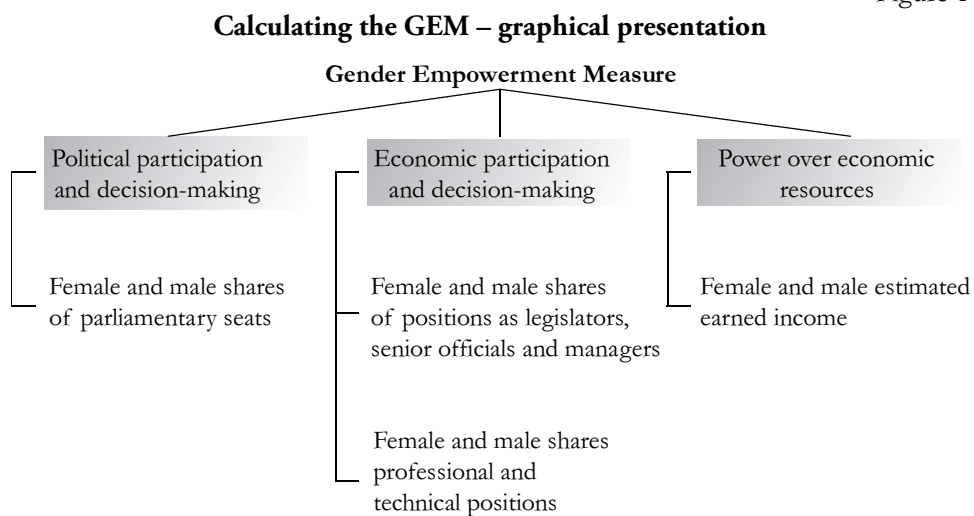 Calculating the GEM – graphical presentation
Gender Empowerment Measure
Political participation
and decision-making
Economic participation
and decision-making
Power over economic
resources
Female and male shares
of parliamentary seats
Female and male shares
of positions as legislators,
senior officials and managers
Female and male estimated
earned income
Female and male shares
professional and
technical positions